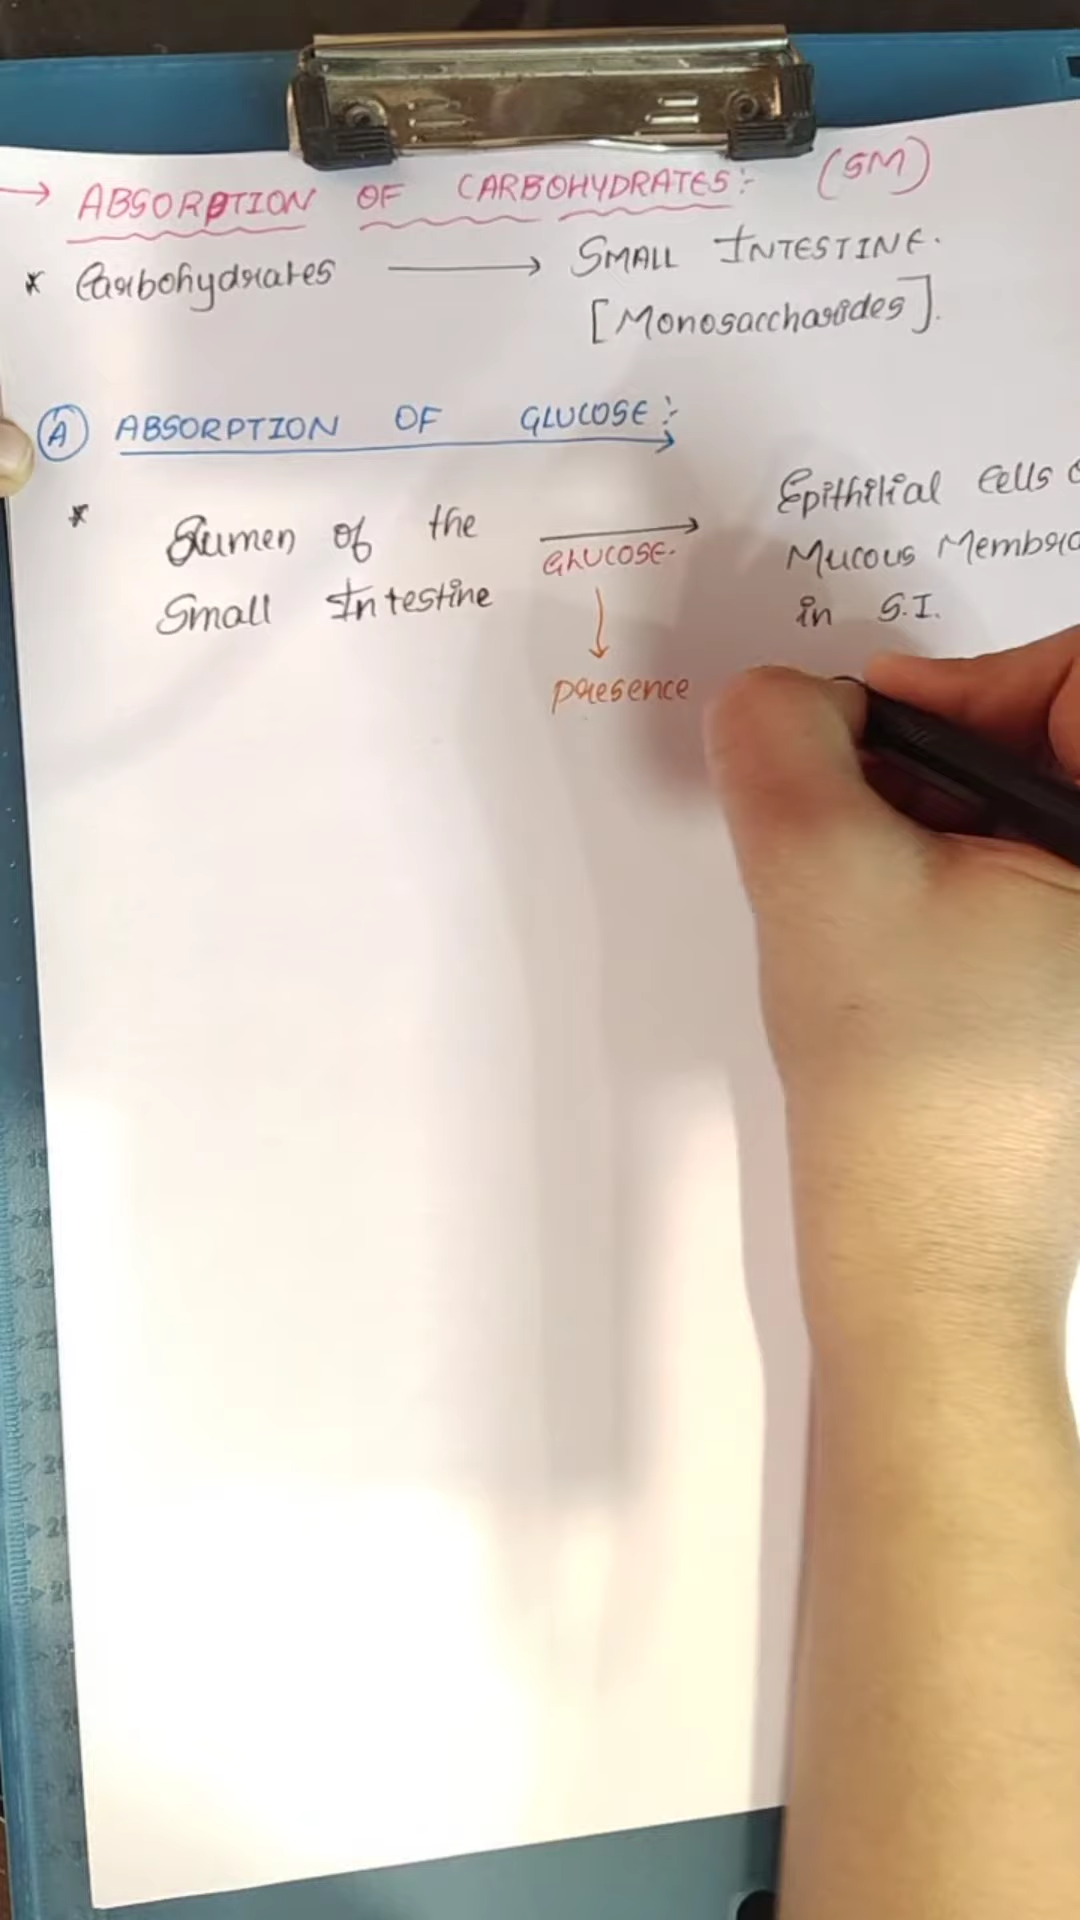 → ABSORPTION OF CARBOHYDRATES:- (5M)
* Carbohydrates → SMALL INTESTINE.
[Monosaccharides].
(A) ABSORPTION OF GLUCOSE:-
* Lumen of the
Small Intestine
→
GLUCOSE.
↓
presence
Epithilial Cells
Mucous
in S.I.